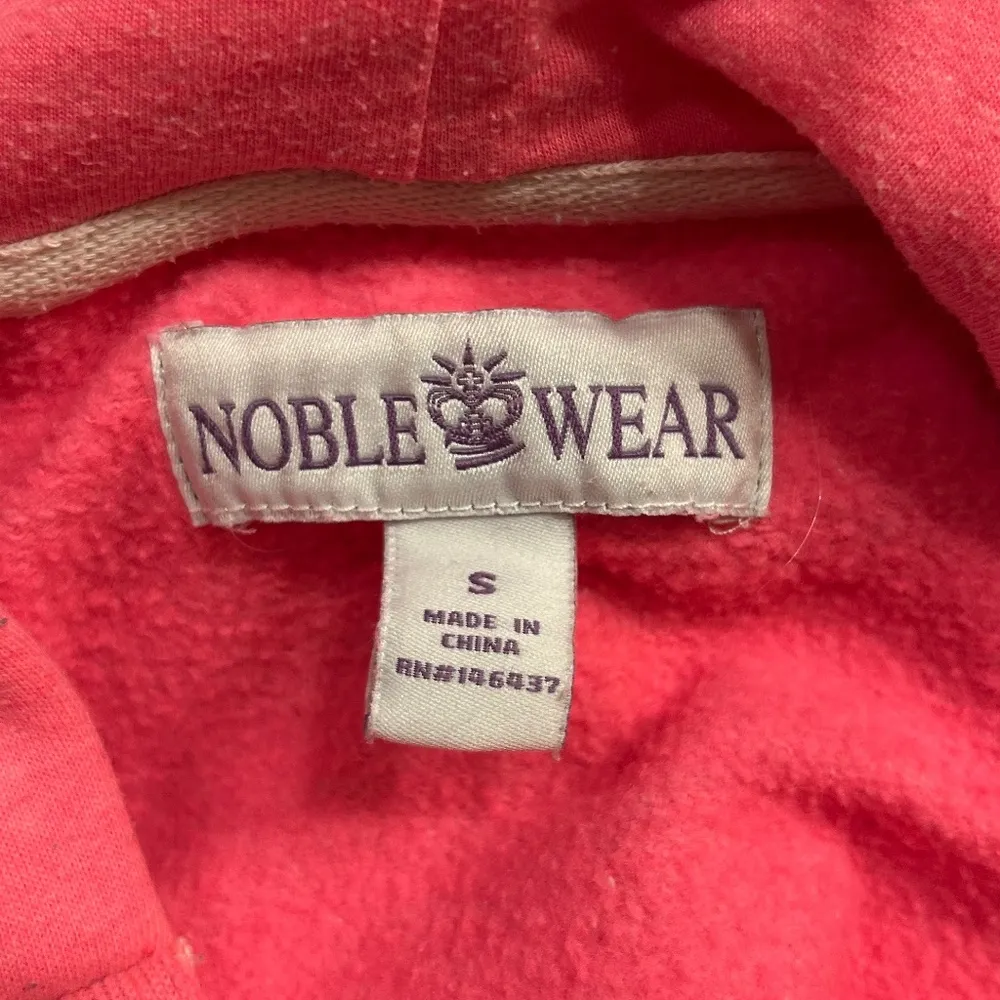 NOBLE WEAR
S
MADE IN
CHINA
RN#146437